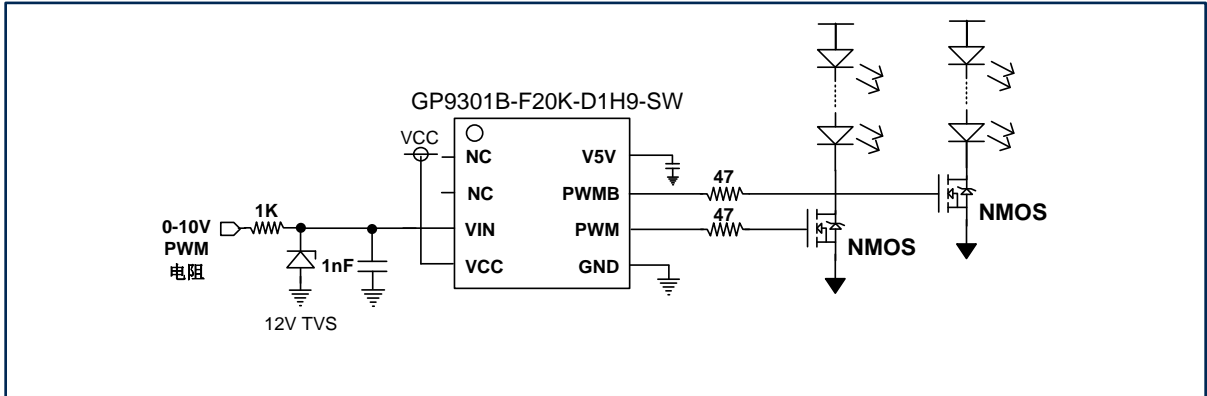 GP9301B-F20K-D1H9-SW
VCC
NC
V5V
NC
PWMB
47
NMOS
0-10V
1K
VIN
PWM
47
NMOS
PWM
电阻
1nF
VCC
GND
12V TVS